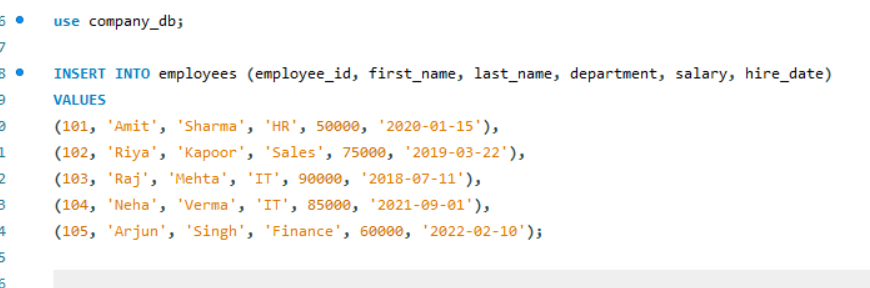 6 use company_db;
7
8 INSERT INTO employees (employee_id, first_name, last_name, department, salary, hire_date)
9 VALUES
0 (101, 'Amit', 'Sharma', 'HR', 50000, '2020-01-15'),
1 (102, 'Riya', 'Kapoor', 'Sales', 75000, '2019-03-22'),
2 (103, 'Raj', 'Mehta', 'IT', 90000, '2018-07-11'),
3 (104, 'Neha', 'Verma', 'IT', 85000, '2021-09-01'),
4 (105, 'Arjun', 'Singh', 'Finance', 60000, '2022-02-10');
5
6